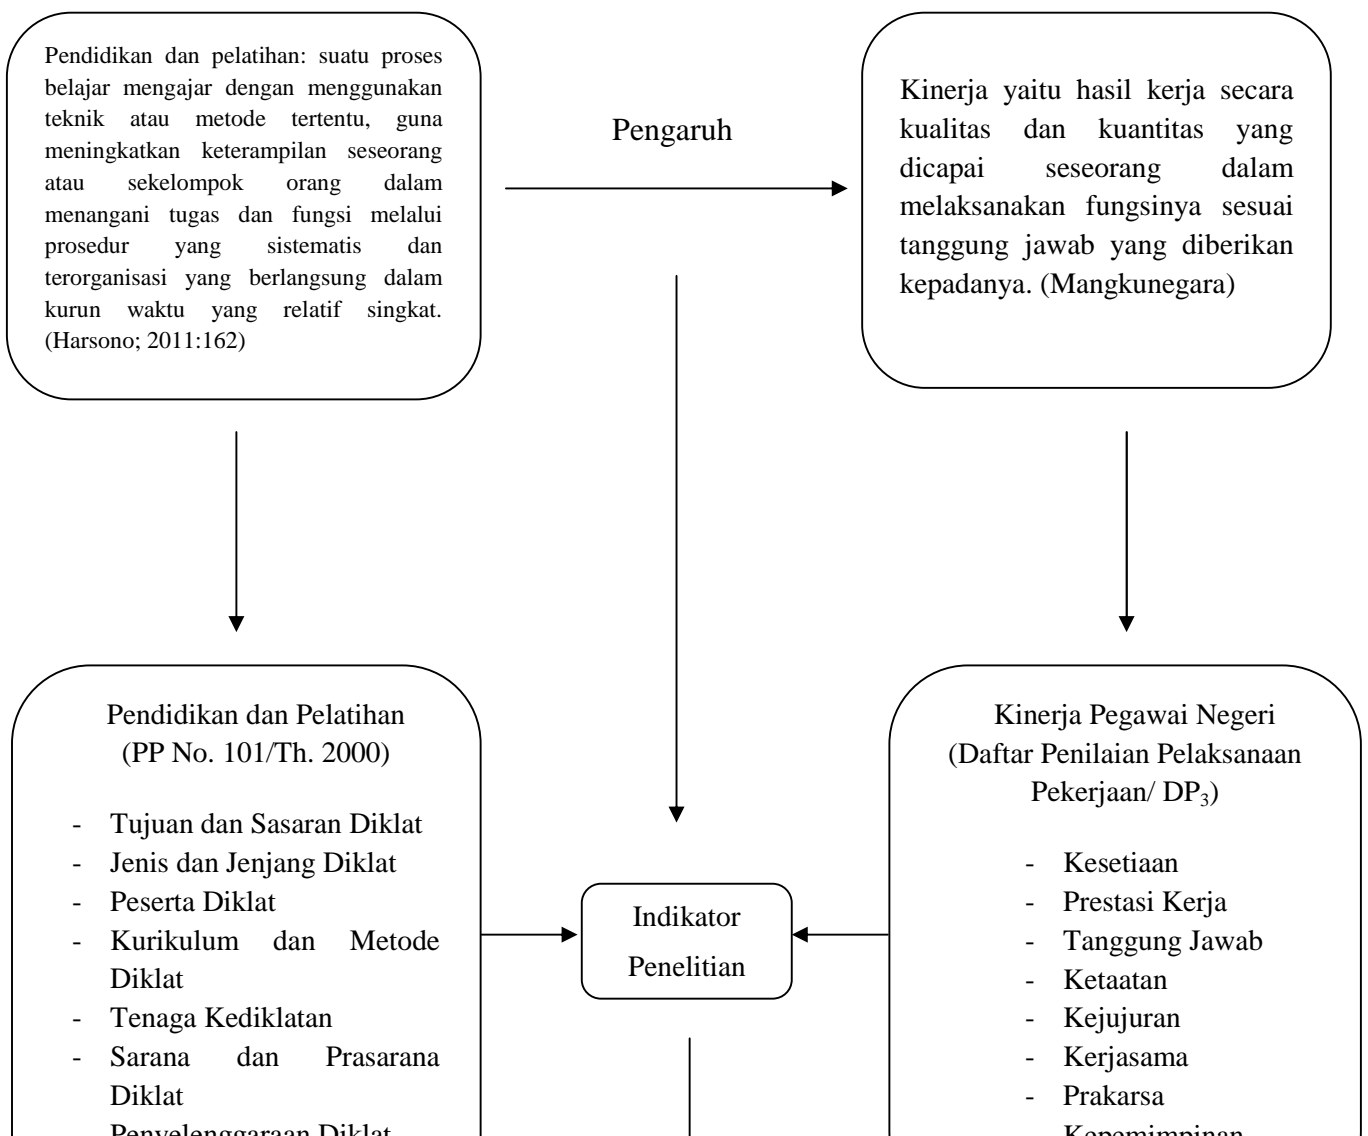 Pendidikan dan pelatihan: suatu proses
belajar mengajar dengan menggunakan
teknik atau metode tertentu, guna
meningkatkan keterampilan seseorang
atau sekelompok orang dalam
menangani tugas dan fungsi melalui
prosedur yang sistematis dan
terorganisasi yang berlangsung dalam
kurun waktu yang relatif singkat.
(Harsono; 2011:162)
Pengaruh
Kinerja yaitu hasil kerja secara
kualitas dan kuantitas yang
dicapai seseorang dalam
melaksanakan fungsinya sesuai
tanggung jawab yang diberikan
kepadanya. (Mangkunegara)
Pendidikan dan Pelatihan
(PP No. 101/Th. 2000)
- Tujuan dan Sasaran Diklat
- Jenis dan Jenjang Diklat
- Peserta Diklat
- Kurikulum dan Metode
Diklat
- Tenaga Kediklatan
- Sarana dan Prasarana
Diklat
Penyelenggaraan Diklat
Indikator
Penelitian
Kinerja Pegawai Negeri
(Daftar Penilaian Pelaksanaan
Pekerjaan/ DP₃)
- Kesetiaan
- Prestasi Kerja
- Tanggung Jawab
- Ketaatan
- Kejujuran
- Kerjasama
- Prakarsa
Kepemimpinan